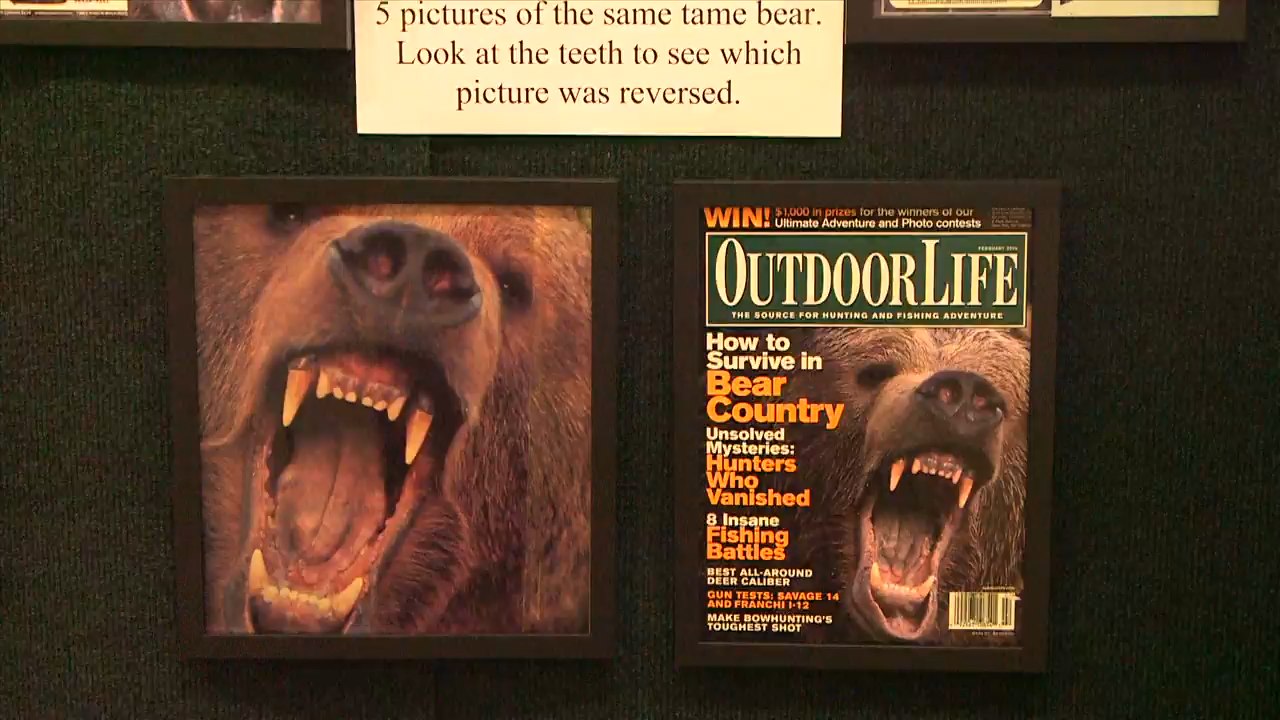 5 pictures of the same tame bear.
Look at the teeth to see which
picture was reversed.
WIN! $1,000 in prizes for the winners of our
Ultimate Adventure and Photo contests
OUTDOORLIFE
THE SOURCE FOR HUNTING AND FISHING ADVENTURE
How to
Survive in
Bear
Country
Unsolved
Mysteries:
Hunters
Who
Vanished
8 Insane
Fishing
Battles
BEST ALL-AROUND
DEER CALIBER
GUN TESTS: SAVAGE 14
AND FRANCHI I-12
MAKE BOWHUNTING'S
TOUGHEST SHOT